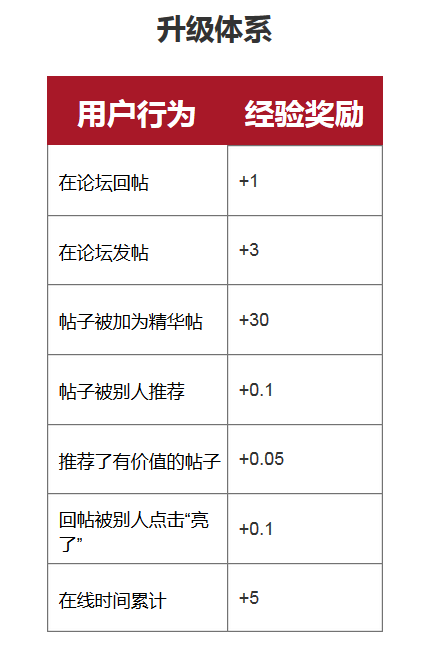 升级体系
用户行为 经验奖励
在论坛回帖 +1
在论坛发帖 +3
帖子被加为精华帖 +30
帖子被别人推荐 +0.1
推荐了有价值的帖子 +0.05
回帖被别人点击“亮
了” +0.1
在线时间累计 +5